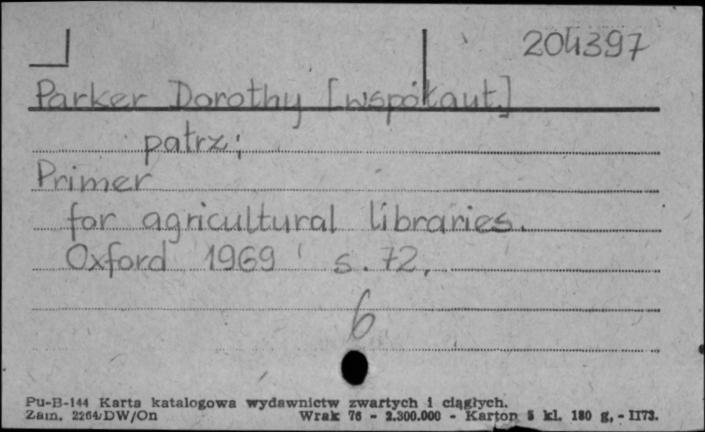 204397
Parker Dorothy [współaut.]
patrz;
Primer
for agricultural libraries.
Oxford 1969 s. 72.
6
Pu-B-144 Karta katalogowa wydawnictw zwartych i ciągłych.
Zam. 2264/DW/On Wrak 76 - 2.300.000 - Karton 5 kl. 180 g, - II73.